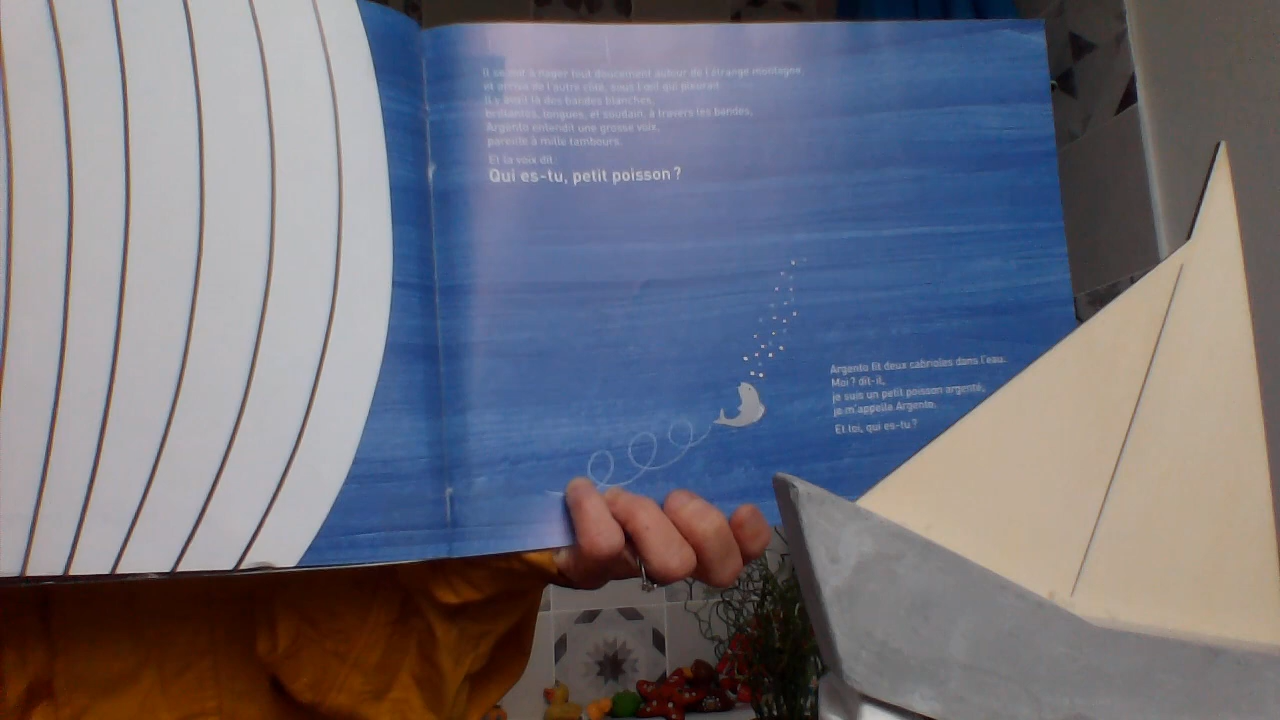 Il se mit à nager tout doucement autour de l'étrange montagne
et arriva de l'autre côté, sous l'œil qui pleurait.
Il y avait là des bandes blanches,
brillantes, longues, et soudain, à travers les bandes,
Argento entendit une grosse voix,
pareille à mille tambours.
Et la voix dit:
Qui es-tu, petit poisson ?
Argento fit deux cabrioles dans l'eau.
Moi ? dit-il,
je suis un petit poisson argenté,
je m'appelle Argento.
Et toi, qui es-tu ?